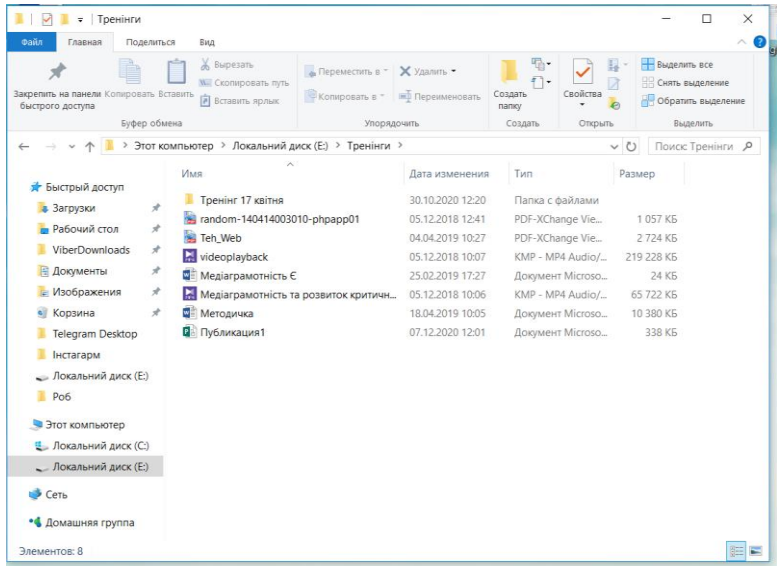 Тренінги
Файл Главная Поделиться Вид
Закрепить на панели быстрого доступа
Копировать
Вставить
Вырезать
Скопировать путь
Вставить ярлык
Буфер обмена
Переместить в
Копировать в
Удалить
Переименовать
Упорядочить
Создать папку
Создать
Свойства
Открыть
Выделить все
Снять выделение
Обратить выделение
Выделить
Этот компьютер > Локальний диск (E:) > Тренінги >
Поиск: Тренінги
Имя Дата изменения Тип Размер
Тренінг 17 квітня 30.10.2020 12:20 Папка с файлами
random-140414003010-phpapp01 05.12.2018 12:41 PDF-XChange Vie... 1 057 КБ
Teh_Web 04.04.2019 10:27 PDF-XChange Vie... 2 724 КБ
videoplayback 05.12.2018 10:07 KMP - MP4 Audio/... 219 228 КБ
Медіаграмотність Є 25.02.2019 17:27 Документ Microso... 24 КБ
Медіаграмотність та розвиток критичн... 05.12.2018 10:06 KMP - MP4 Audio/... 65 722 КБ
Методичка 18.04.2019 10:05 Документ Microso... 10 380 КБ
Публикация1 07.12.2020 12:01 Документ Microso... 338 КБ
Быстрый доступ
Загрузки
Рабочий стол
ViberDownloads
Документы
Изображения
Корзина
Telegram Desktop
Інстагарм
Локальний диск (E:)
Роб
Этот компьютер
Локальний диск (C:)
Локальний диск (E:)
Сеть
Домашняя группа
Элементов: 8